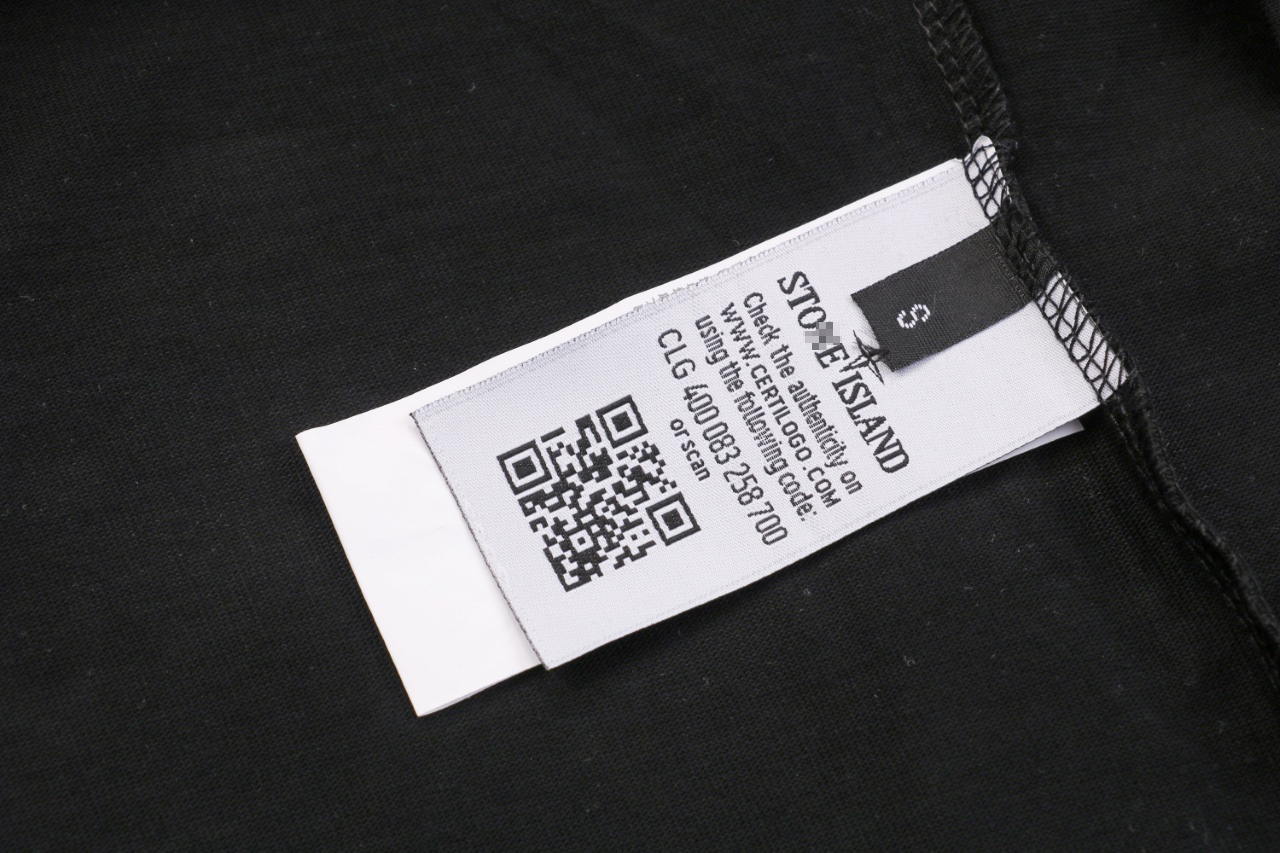 S
STONE ISLAND
Check the authenticity on
WWW.CERTILOGO.COM
using the following code:
CLG 400 083 258 700
or scan